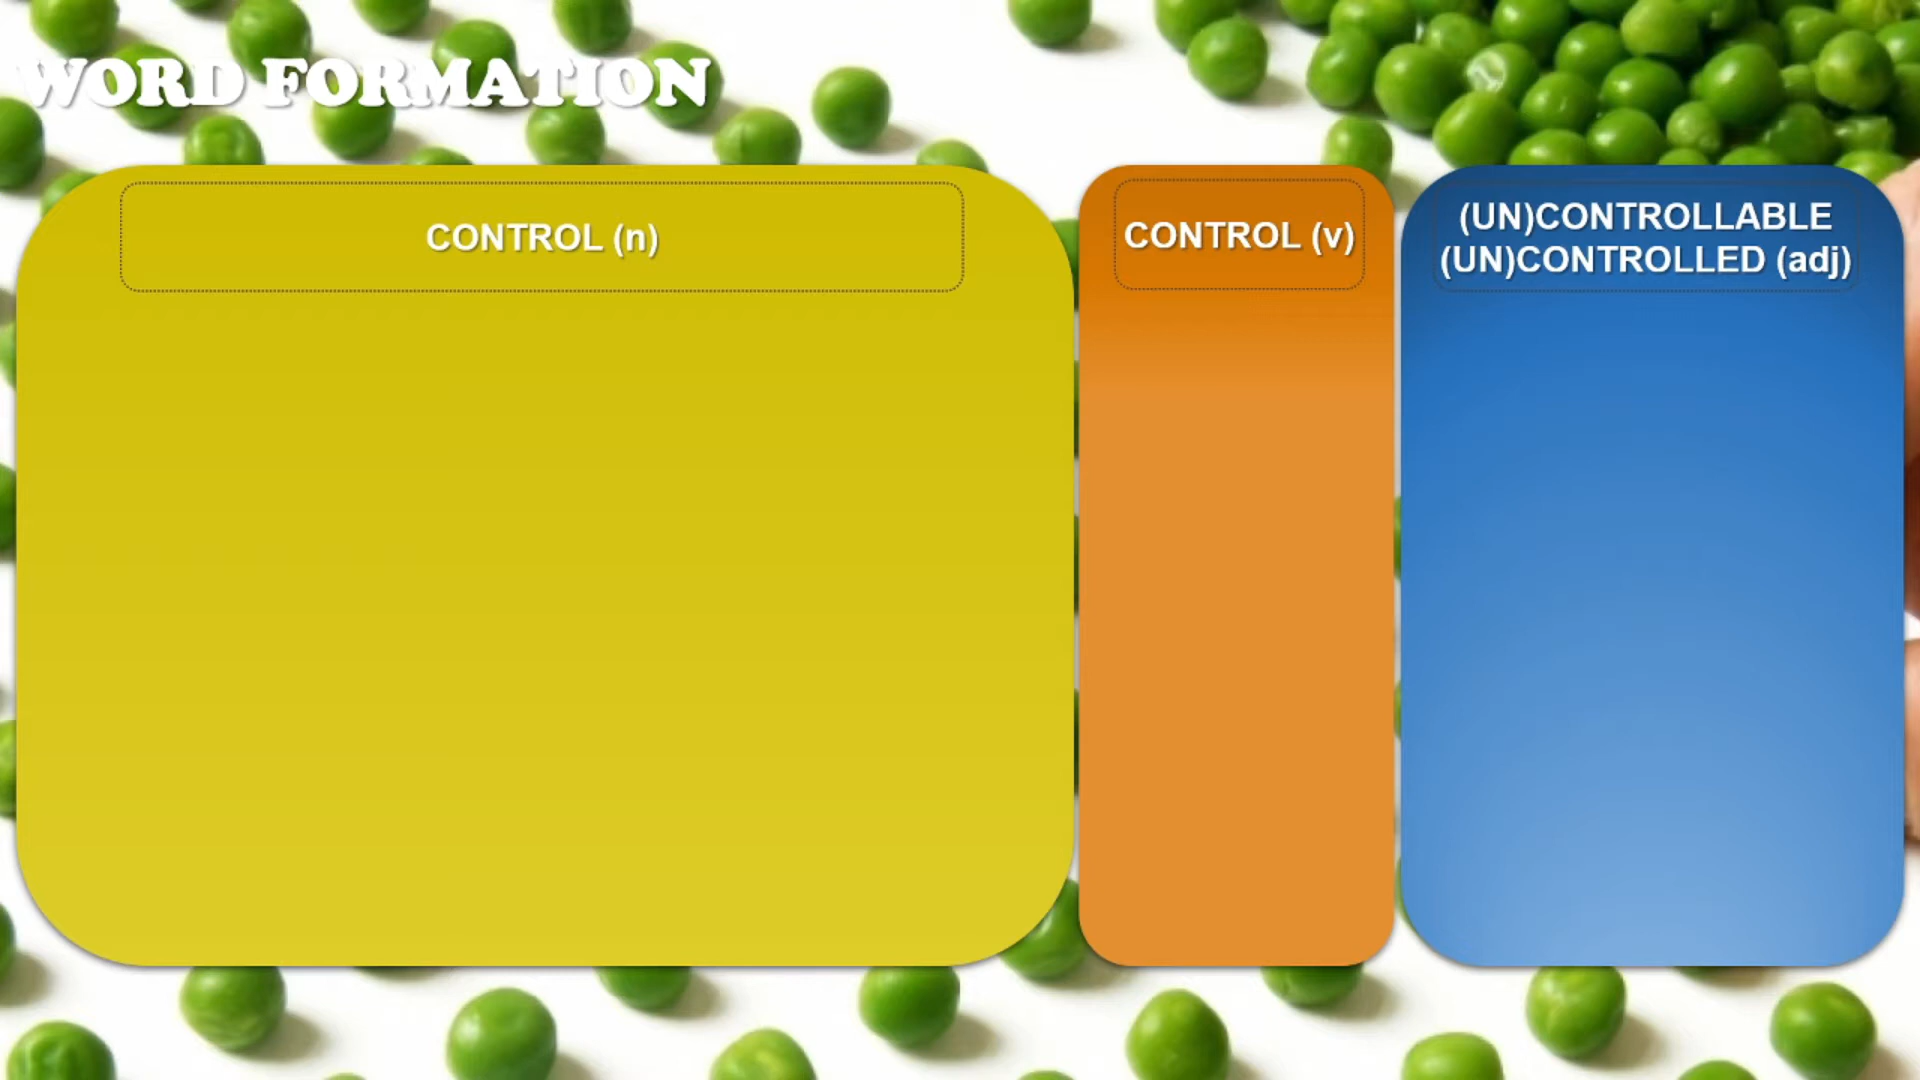 WORD FORMATION
CONTROL (n)
CONTROL (v)
(UN)CONTROLLABLE
(UN)CONTROLLED (adj)